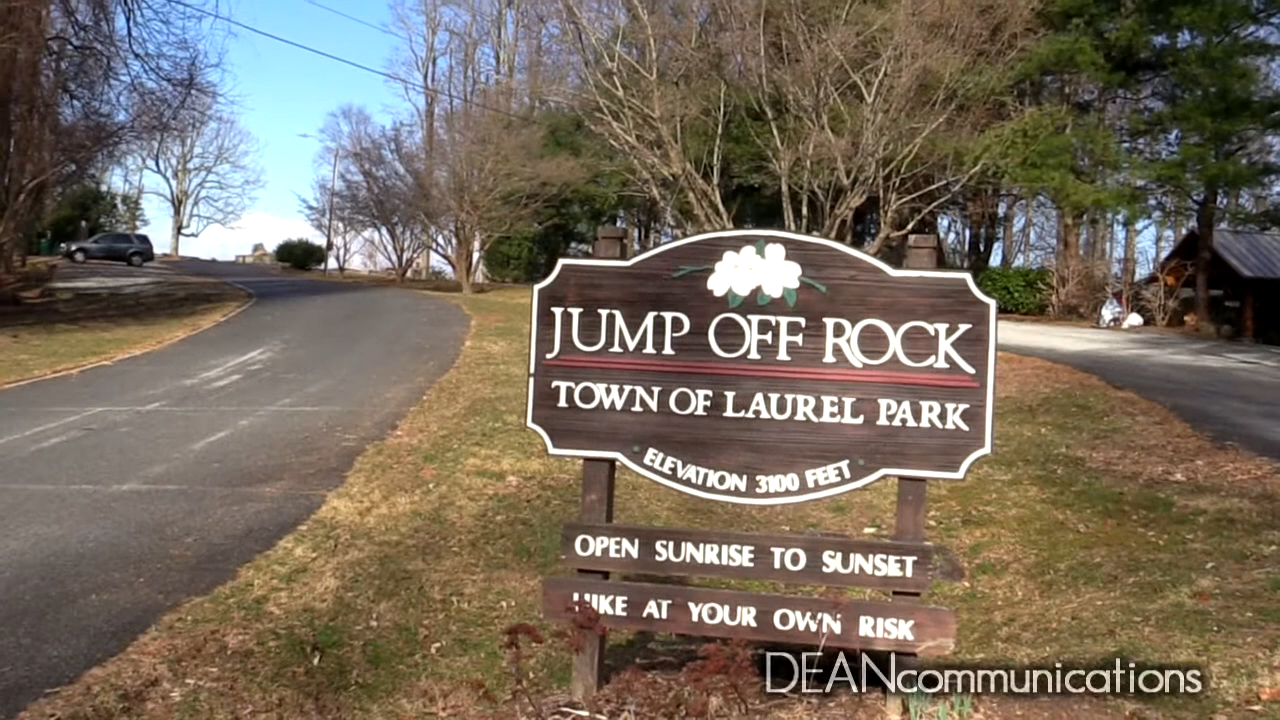 JUMP OFF ROCK
TOWN OF LAUREL PARK
ELEVATION 3100 FEET
OPEN SUNRISE TO SUNSET
HIKE AT YOUR OWN RISK
DEANcommunications